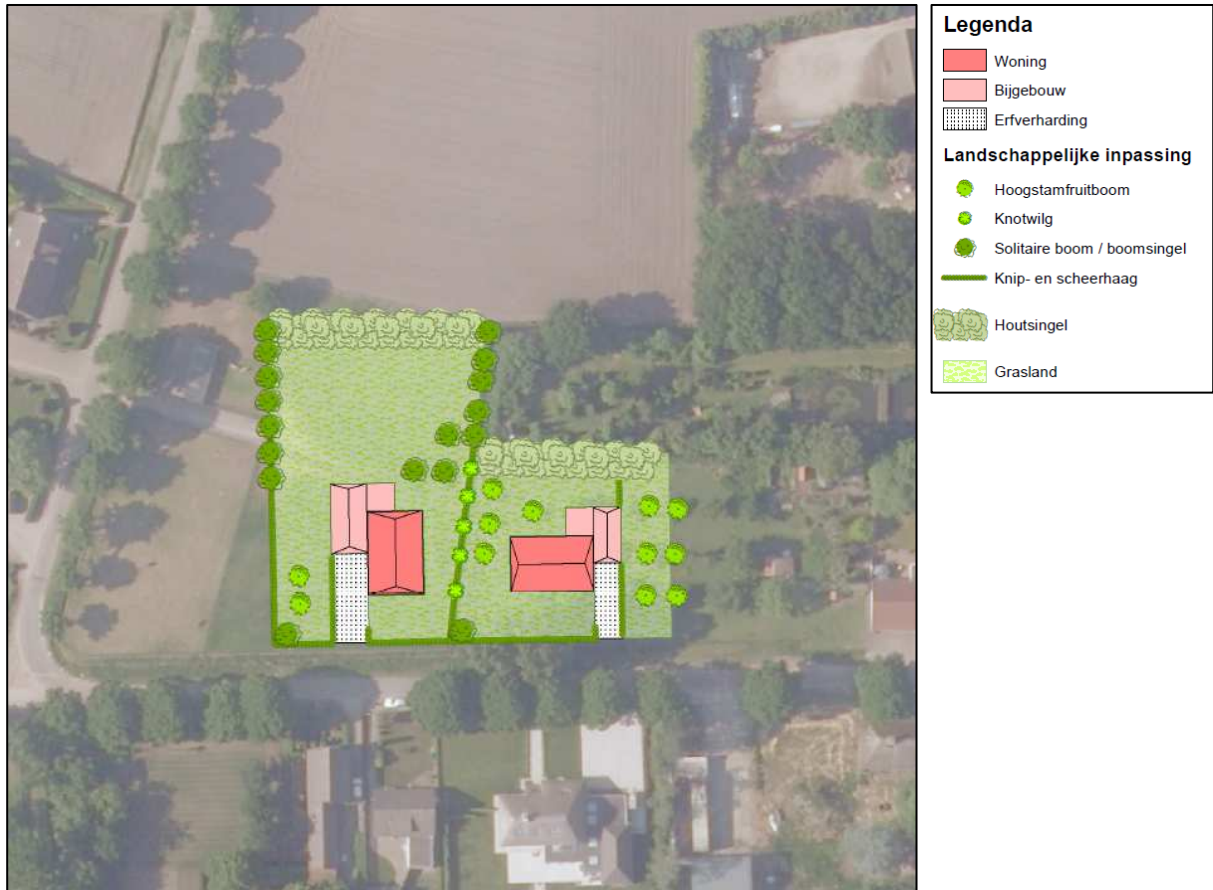 Legenda
Woning
Bijgebouw
Erfverharding
Landschappelijke inpassing
Hoogstamfruitboom
Knotwilg
Solitaire boom / boomsingel
Knip- en scheerhaag
Houtsingel
Grasland